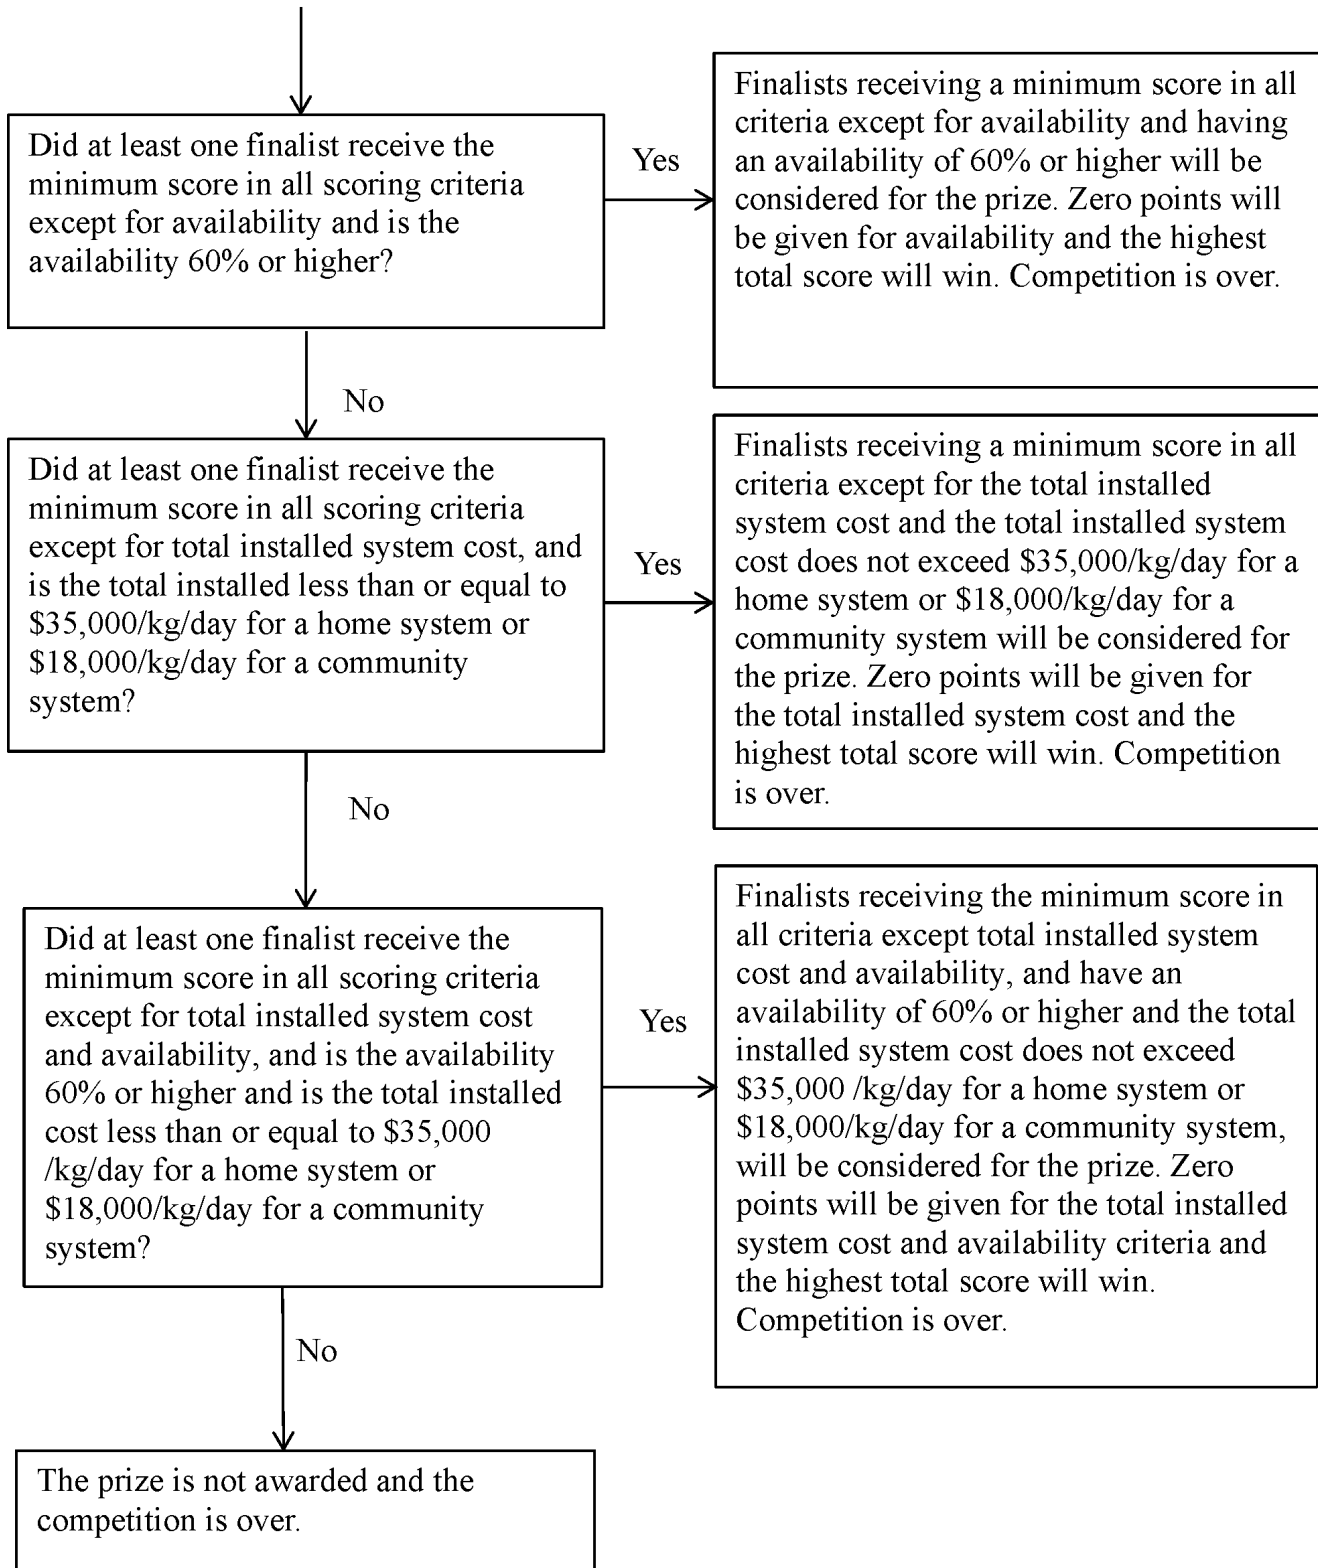 Did at least one finalist receive the
minimum score in all scoring criteria
except for availability and is the
availability 60% or higher?
Yes
Finalists receiving a minimum score in all
criteria except for availability and having
an availability of 60% or higher will be
considered for the prize. Zero points will
be given for availability and the highest
total score will win. Competition is over.
No
Did at least one finalist receive the
minimum score in all scoring criteria
except for total installed system cost, and
is the total installed less than or equal to
$35,000/kg/day for a home system or
$18,000/kg/day for a community
system?
Yes
Finalists receiving a minimum score in all
criteria except for the total installed
system cost and the total installed system
cost does not exceed $35,000/kg/day for a
home system or $18,000/kg/day for a
community system will be considered for
the prize. Zero points will be given for
the total installed system cost and the
highest total score will win. Competition
is over.
No
Did at least one finalist receive the
minimum score in all scoring criteria
except for total installed system cost
and availability, and is the availability
60% or higher and is the total installed
cost less than or equal to $35,000
/kg/day for a home system or
$18,000/kg/day for a community
system?
Yes
Finalists receiving the minimum score in
all criteria except total installed system
cost and availability, and have an
availability of 60% or higher and the total
installed system cost does not exceed
$35,000 /kg/day for a home system or
$18,000/kg/day for a community system,
will be considered for the prize. Zero
points will be given for the total installed
system cost and availability criteria and
the highest total score will win.
Competition is over.
No
The prize is not awarded and the
competition is over.